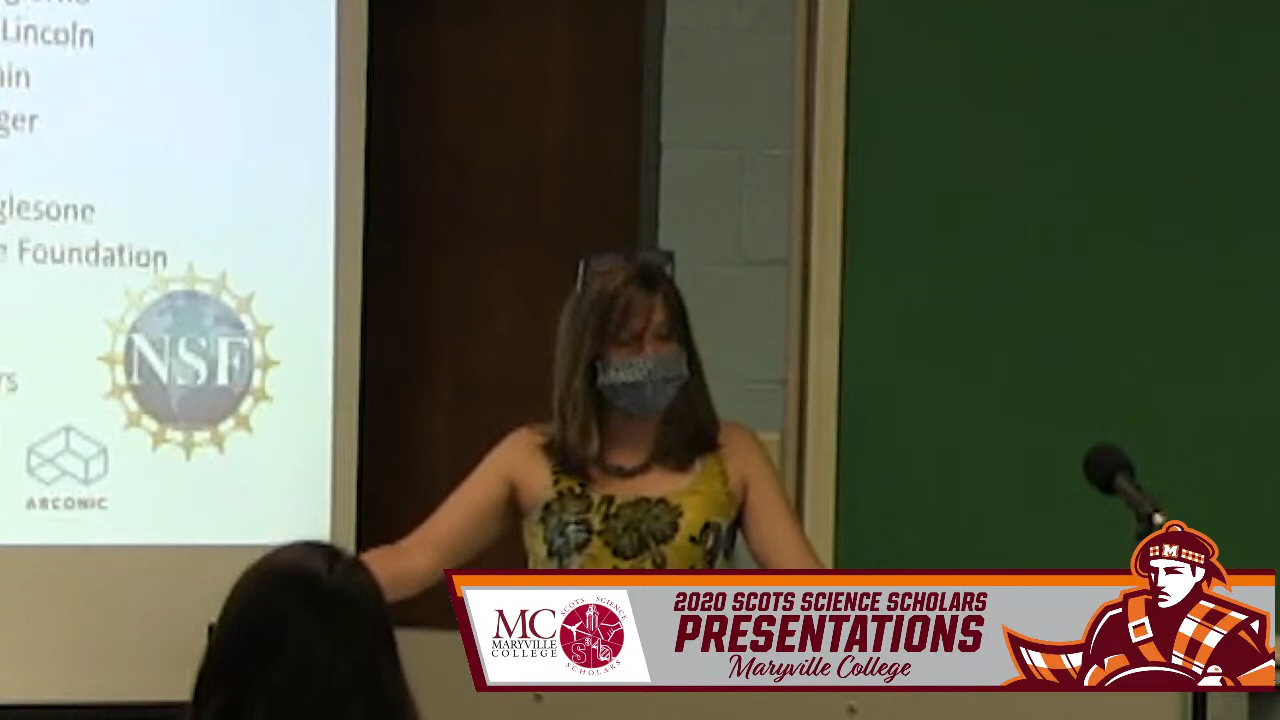 Lincoln
ain
ger
glesone
e Foundation
NSF
rs
ARCONIC
MC
MARYVILLE
COLLEGE
SCOTS SCIENCE
SCHOLARS
2020 SCOTS SCIENCE SCHOLARS
PRESENTATIONS
Maryville College
M